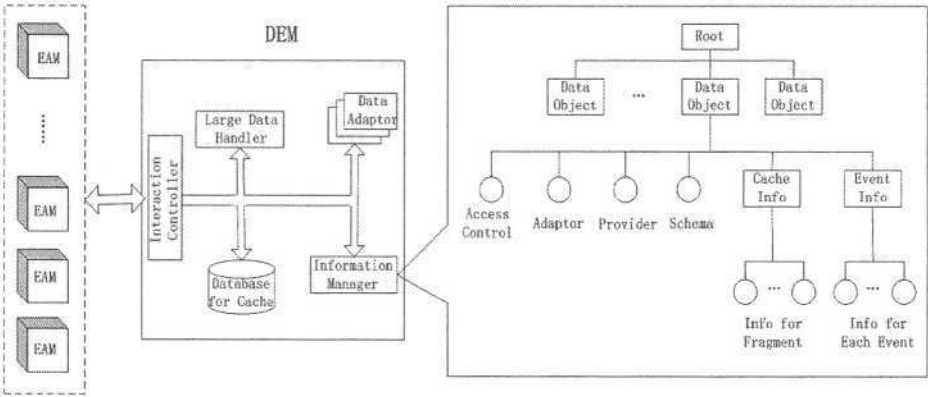 EAM
......
EAM
EAM
EAM
DEM
Large Data
Handler
Data
Adaptor
Interaction
Controller
Database
for Cache
Information
Manager
Root
Data
Object
...
Data
Object
Data
Object
Access
Control
Adaptor
Provider
Schema
Cache
Info
Event
Info
...
...
Info for
Fragment
Info for
Each Event